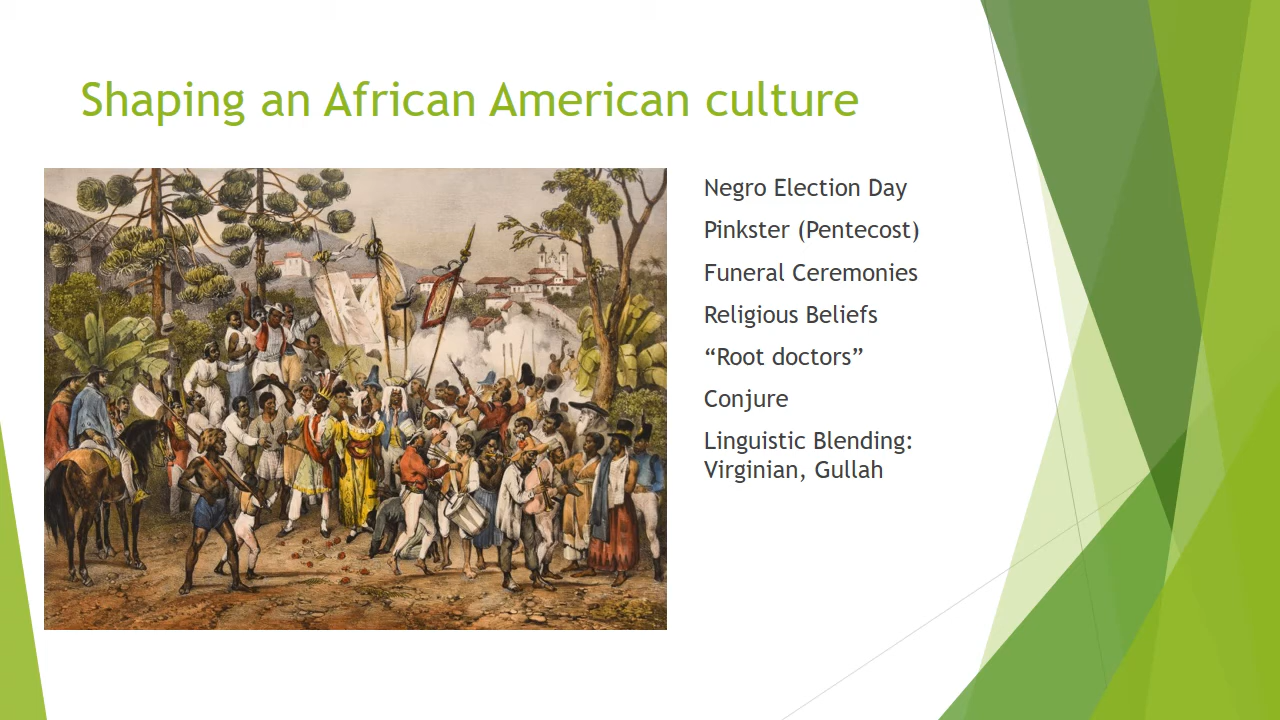 Shaping an African American culture
Negro Election Day
Pinkster (Pentecost)
Funeral Ceremonies
Religious Beliefs
“Root doctors”
Conjure
Linguistic Blending:
Virginian, Gullah